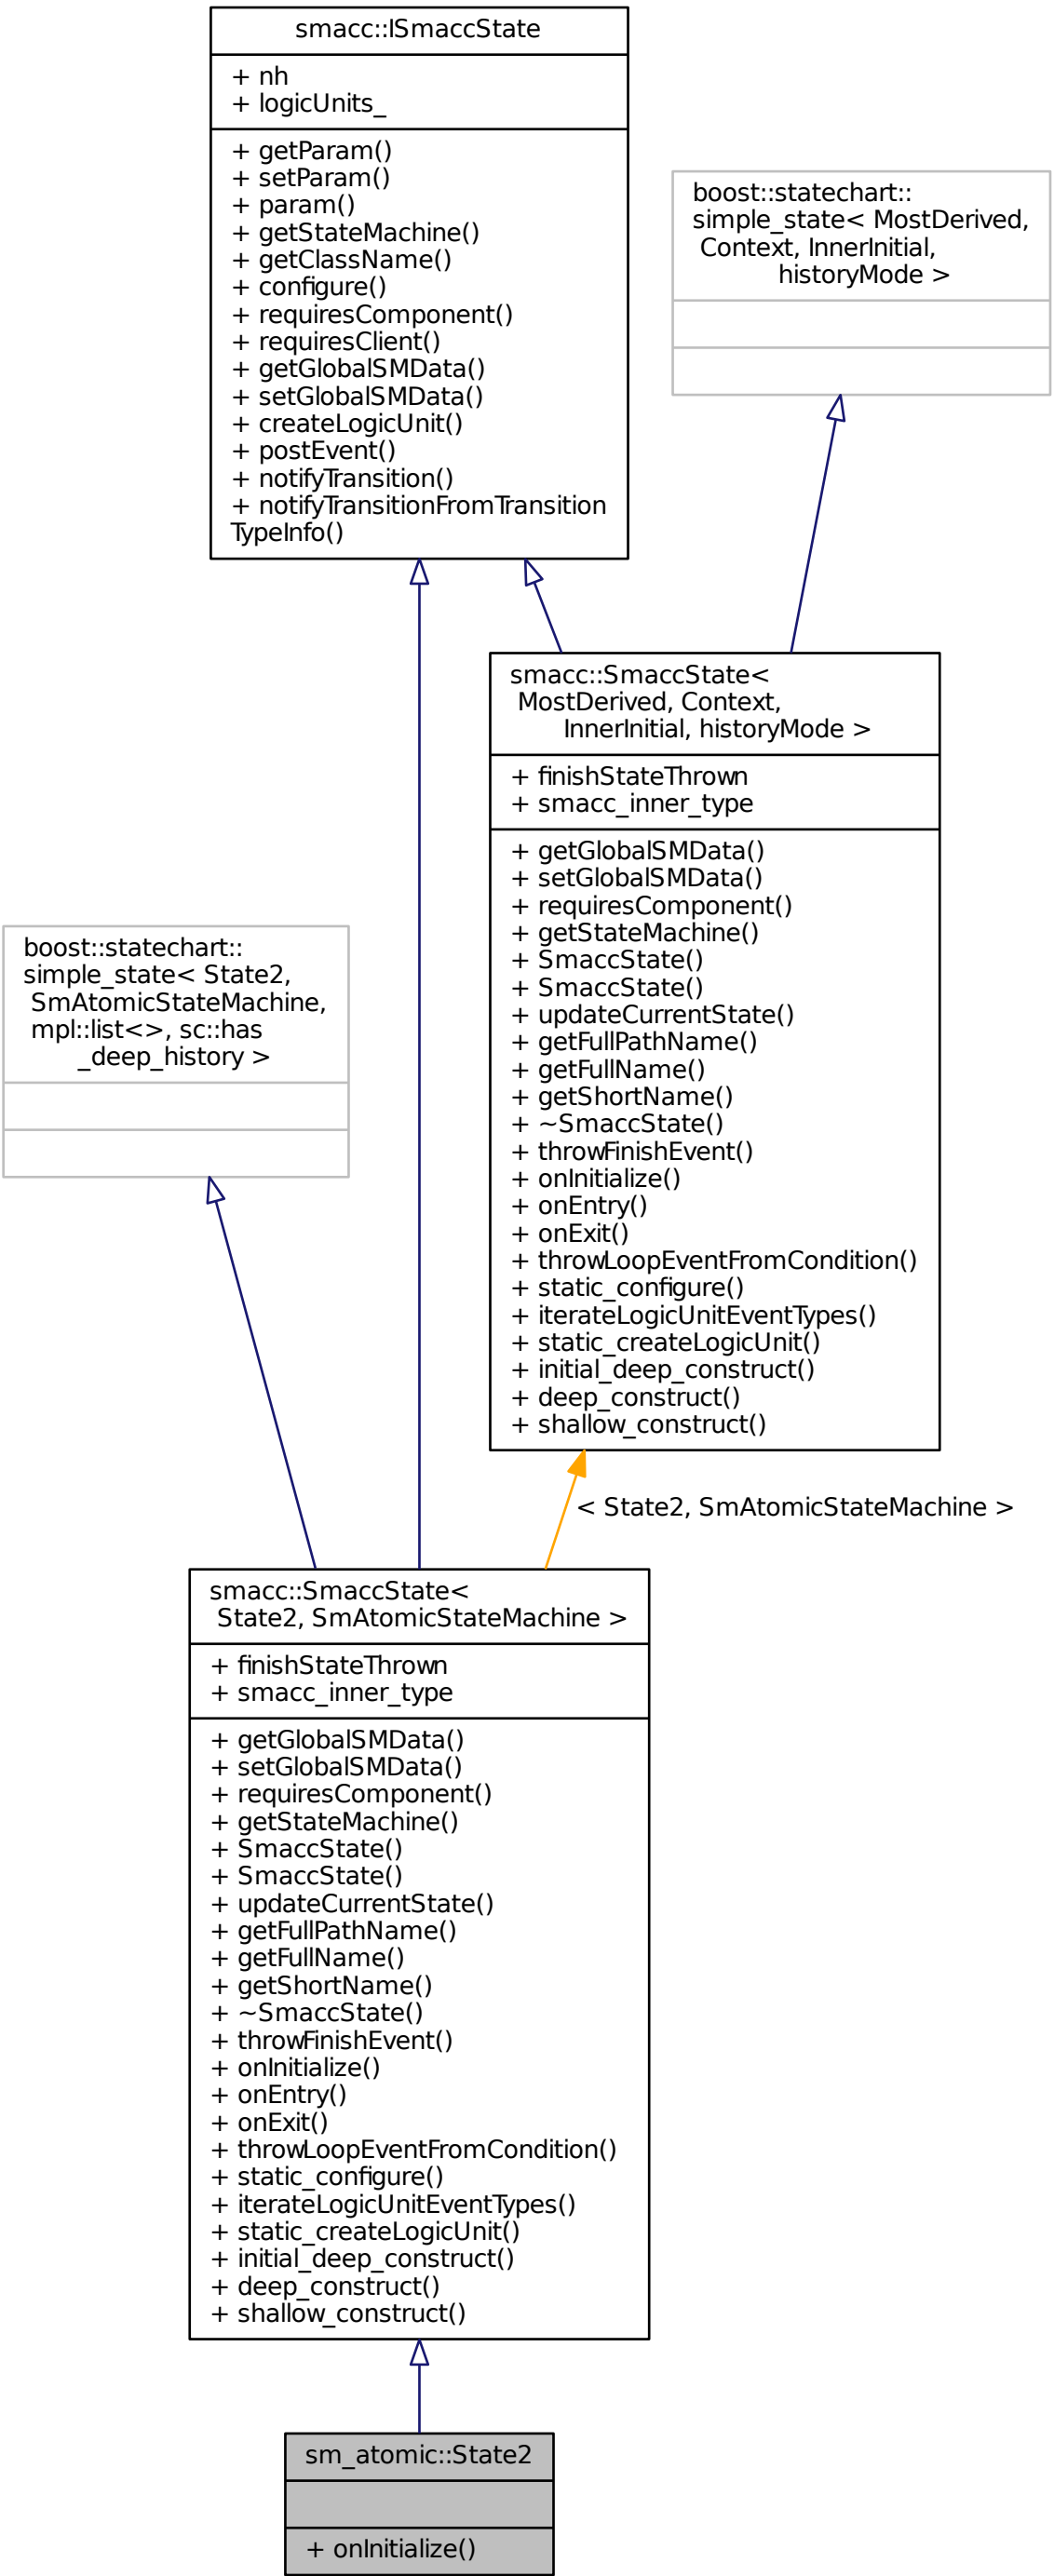 smacc::ISmaccState
+ nh
+ logicUnits_
+ getParam()
+ setParam()
+ param()
+ getStateMachine()
+ getClassName()
+ configure()
+ requiresComponent()
+ requiresClient()
+ getGlobalSMData()
+ setGlobalSMData()
+ createLogicUnit()
+ postEvent()
+ notifyTransition()
+ notifyTransitionFromTransition
TypeInfo()
boost::statechart::
simple_state< MostDerived,
Context, InnerInitial,
historyMode >
smacc::SmaccState<
MostDerived, Context,
InnerInitial, historyMode >
+ finishStateThrown
+ smacc_inner_type
+ getGlobalSMData()
+ setGlobalSMData()
+ requiresComponent()
+ getStateMachine()
+ SmaccState()
+ SmaccState()
+ updateCurrentState()
+ getFullPathName()
+ getFullName()
+ getShortName()
+ ~SmaccState()
+ throwFinishEvent()
+ onInitialize()
+ onEntry()
+ onExit()
+ throwLoopEventFromCondition()
+ static_configure()
+ iterateLogicUnitEventTypes()
+ static_createLogicUnit()
+ initial_deep_construct()
+ deep_construct()
+ shallow_construct()
boost::statechart::
simple_state< State2,
SmAtomicStateMachine,
mpl::list<>, sc::has
_deep_history >
< State2, SmAtomicStateMachine >
smacc::SmaccState<
State2, SmAtomicStateMachine >
+ finishStateThrown
+ smacc_inner_type
+ getGlobalSMData()
+ setGlobalSMData()
+ requiresComponent()
+ getStateMachine()
+ SmaccState()
+ SmaccState()
+ updateCurrentState()
+ getFullPathName()
+ getFullName()
+ getShortName()
+ ~SmaccState()
+ throwFinishEvent()
+ onInitialize()
+ onEntry()
+ onExit()
+ throwLoopEventFromCondition()
+ static_configure()
+ iterateLogicUnitEventTypes()
+ static_createLogicUnit()
+ initial_deep_construct()
+ deep_construct()
+ shallow_construct()
sm_atomic::State2
+ onInitialize()